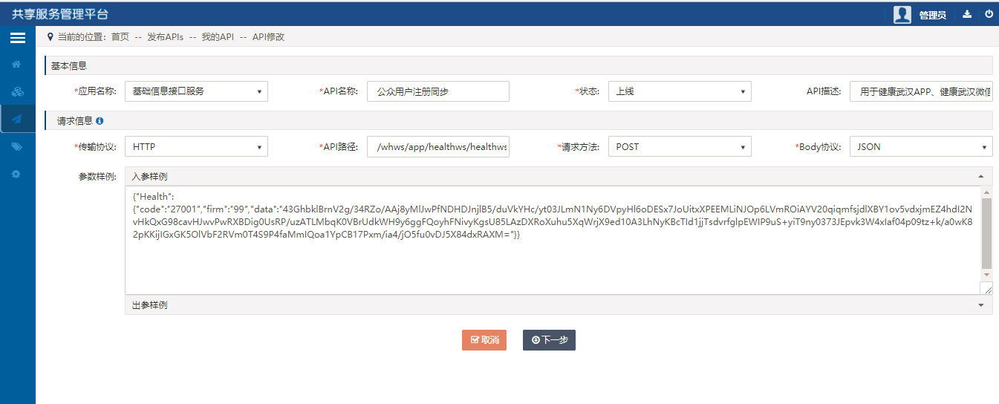 共享服务管理平台
管理员
当前的位置: 首页 -- 发布APIs -- 我的API -- API修改
基本信息
*应用名称: 基础信息接口服务 *API名称: 公众用户注册同步 *状态: 上线 API描述: 用于健康武汉APP、健康武汉微信
请求信息
*传输协议: HTTP *API路径: /whws/app/healthws/healthws *请求方法: POST *Body协议: JSON
参数样例: 入参样例
{"Health":
{"code":"27001","firm":"99","data":"43GhbklBrnV2g/34RZo/AAj8yMlJwPfNDHDJnjlB5/duVkYHc/yt03JLmN1Ny6DVpyHl6oDESx7JoUitxXPEEMLiNJOp6LVmROiAYV20qiqmfsjdlXBY1ov5vdxjmEZ4hdI2N
vHkQxG98cavHJwvPwRXBDig0UsRP/uzATLMbqK0VBrUdkWH9y6ggFQoyhFNivyKgsU85LAzDXRoXuhu5XqWrjX9ed10A3LhNyKBcTId1jjTsdvrfglpEWIP9uS+yiT9ny0373JEpvk3W4xIaf04p09tz+k/a0wK8
2pKKijIGxGK5OlVbF2RVm0T4S9P4faMmIQoa1YpCB17Pxm/ia4/jO5fu0vDJ5X84dxRAXM="}}
出参样例
取消 下一步